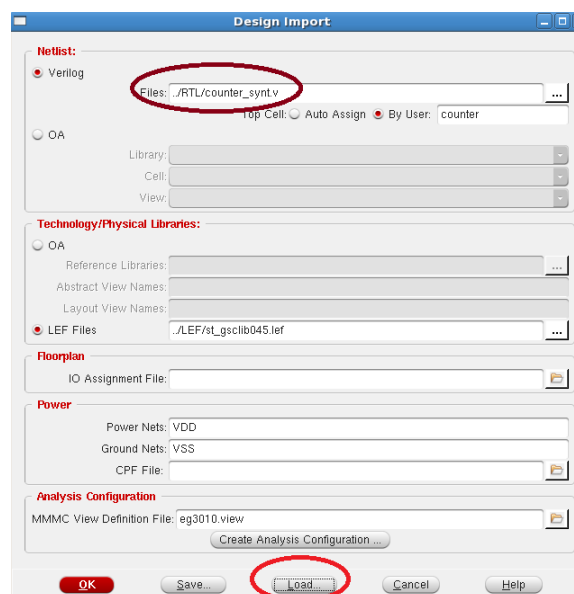 Design Import
Netlist:
Verilog
Files: ../RTL/counter_synt.v ...
Top Cell: Auto Assign By User: counter
OA
Library:
Cell:
View:
Technology/Physical Libraries:
OA
Reference Libraries: ...
Abstract View Names:
Layout View Names:
LEF Files ../LEF/st_gsclib045.lef ...
Floorplan
IO Assignment File:
Power
Power Nets: VDD
Ground Nets: VSS
CPF File:
Analysis Configuration
MMMC View Definition File: eg3010.view
Create Analysis Configuration ...
OK Save... Load... Cancel Help